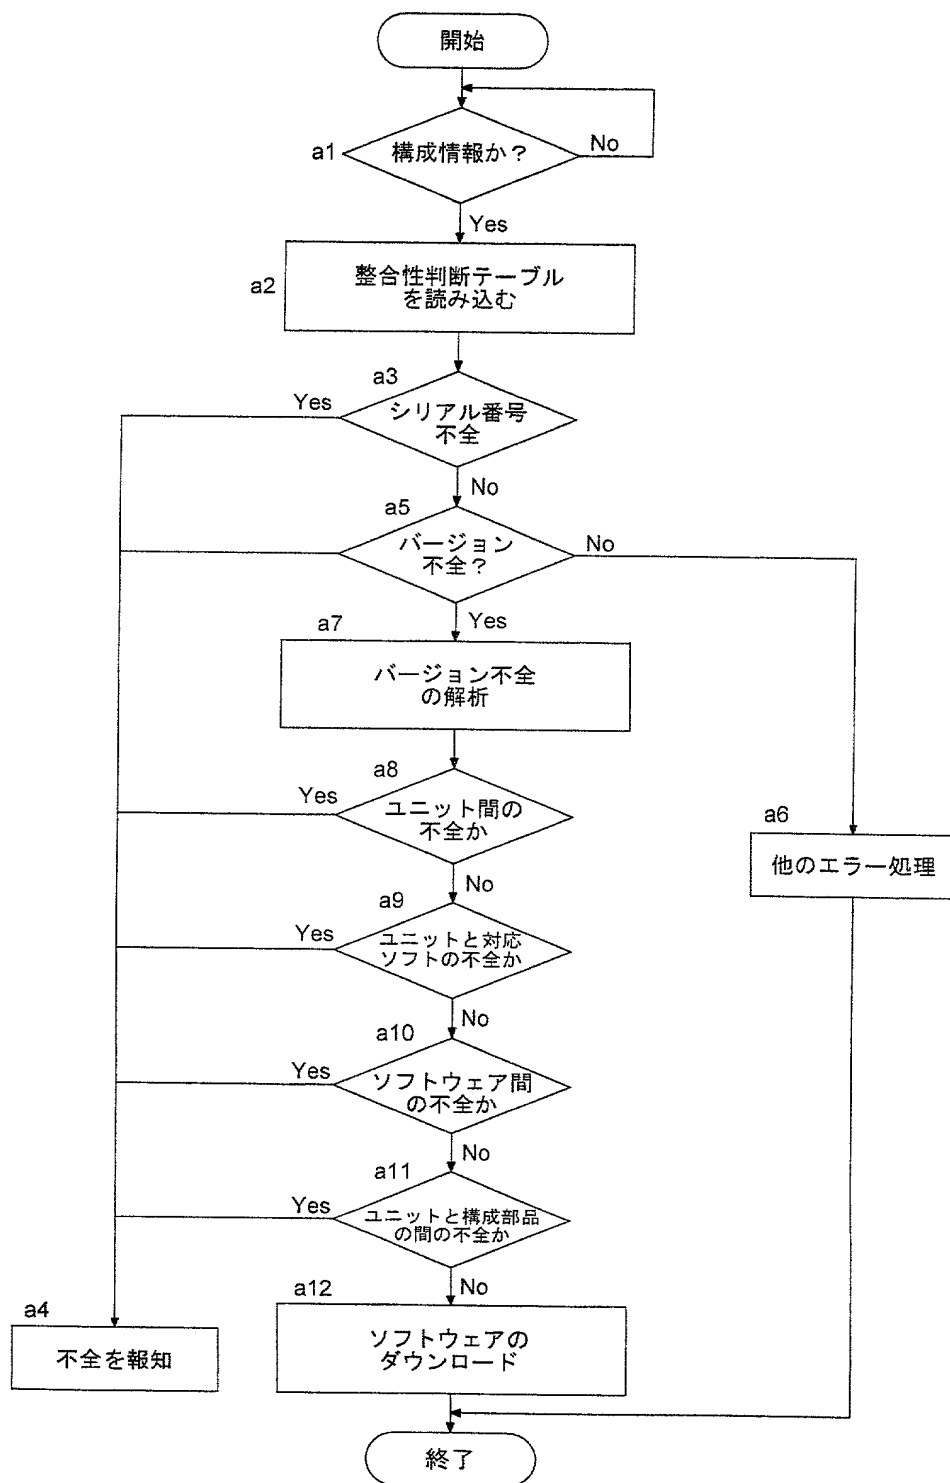 開始
a1
構成情報か？
No
Yes
a2
整合性判断テーブル
を読み込む
a3
Yes
シリアル番号
不全
No
a5
バージョン
不全？
No
Yes
a7
バージョン不全
の解析
a8
Yes
ユニット間の
不全か
a6
他のエラー処理
No
a9
Yes
ユニットと対応
ソフトの不全か
No
a10
Yes
ソフトウェア間
の不全か
No
a11
Yes
ユニットと構成部品
の間の不全か
No
a12
a4
ソフトウェアの
ダウンロード
不全を報知
終了